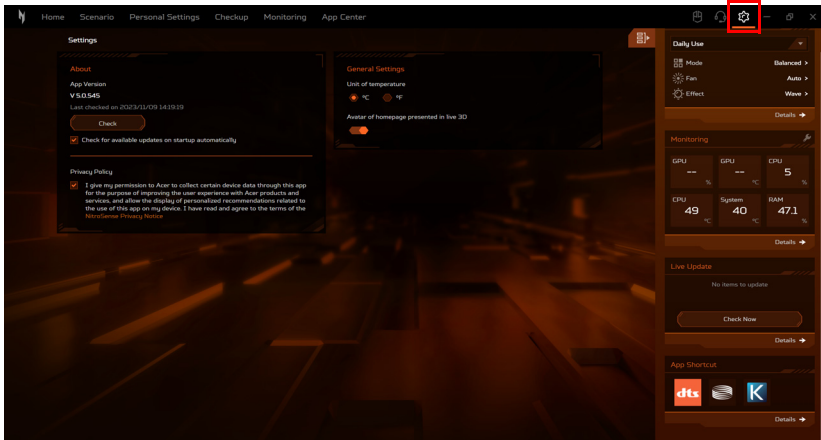 Home Scenario Personal Settings Checkup Monitoring App Center
Settings
About
App Version
V 5.0.545
Last checked on 2023/11/09 14:19:19
Check
Check for available updates on startup automatically
Privacy Policy
I give my permission to Acer to collect certain device data through this app
for the purpose of improving the user experience with Acer products and
services, and allow the display of personalized recommendations related to
the use of this app on my device. I have read and agree to the terms of the
NitroSense Privacy Notice
General Settings
Unit of temperature
°C °F
Avatar of homepage presented in live 3D
Daily Use
Mode Balanced >
Fan Auto >
Effect Wave >
Details →
Monitoring
GPU GPU CPU
-- -- 5
% °C %
CPU System RAM
49 40 47.1
°C °C %
Details →
Live Update
No items to update
Check Now
Details →
App Shortcut
dts K
Details →